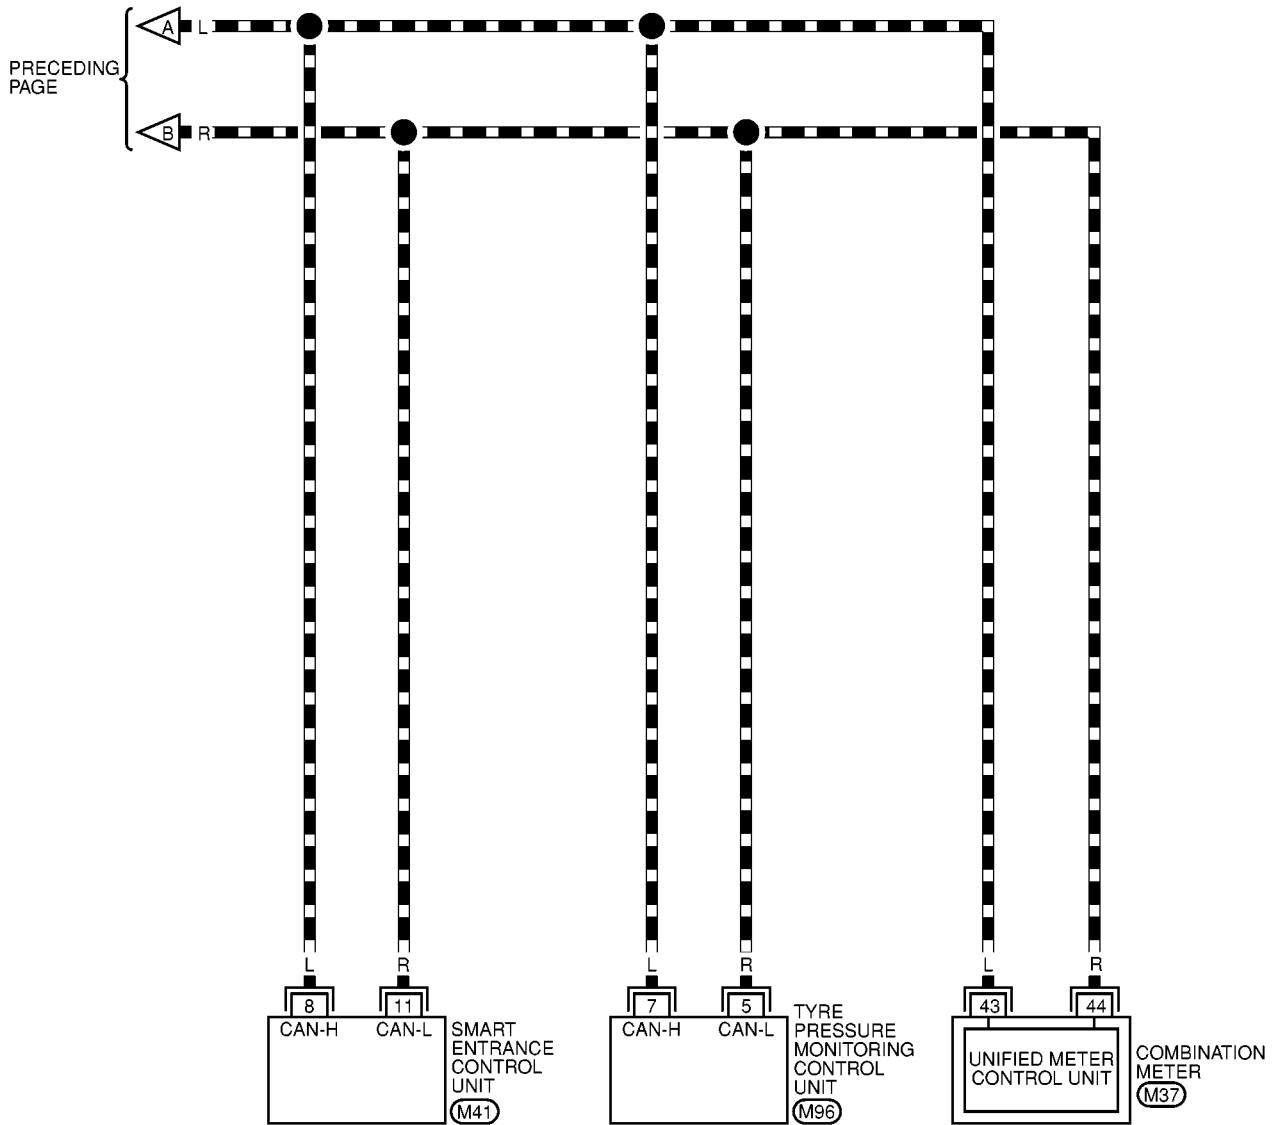 A L
PRECEDING
PAGE
B R
L R L R L R
8 11 7 5 43 44
CAN-H CAN-L
SMART
ENTRANCE
CONTROL
UNIT
M41
CAN-H CAN-L
TYRE
PRESSURE
MONITORING
CONTROL
UNIT
M96
UNIFIED METER
CONTROL UNIT
COMBINATION
METER
M37